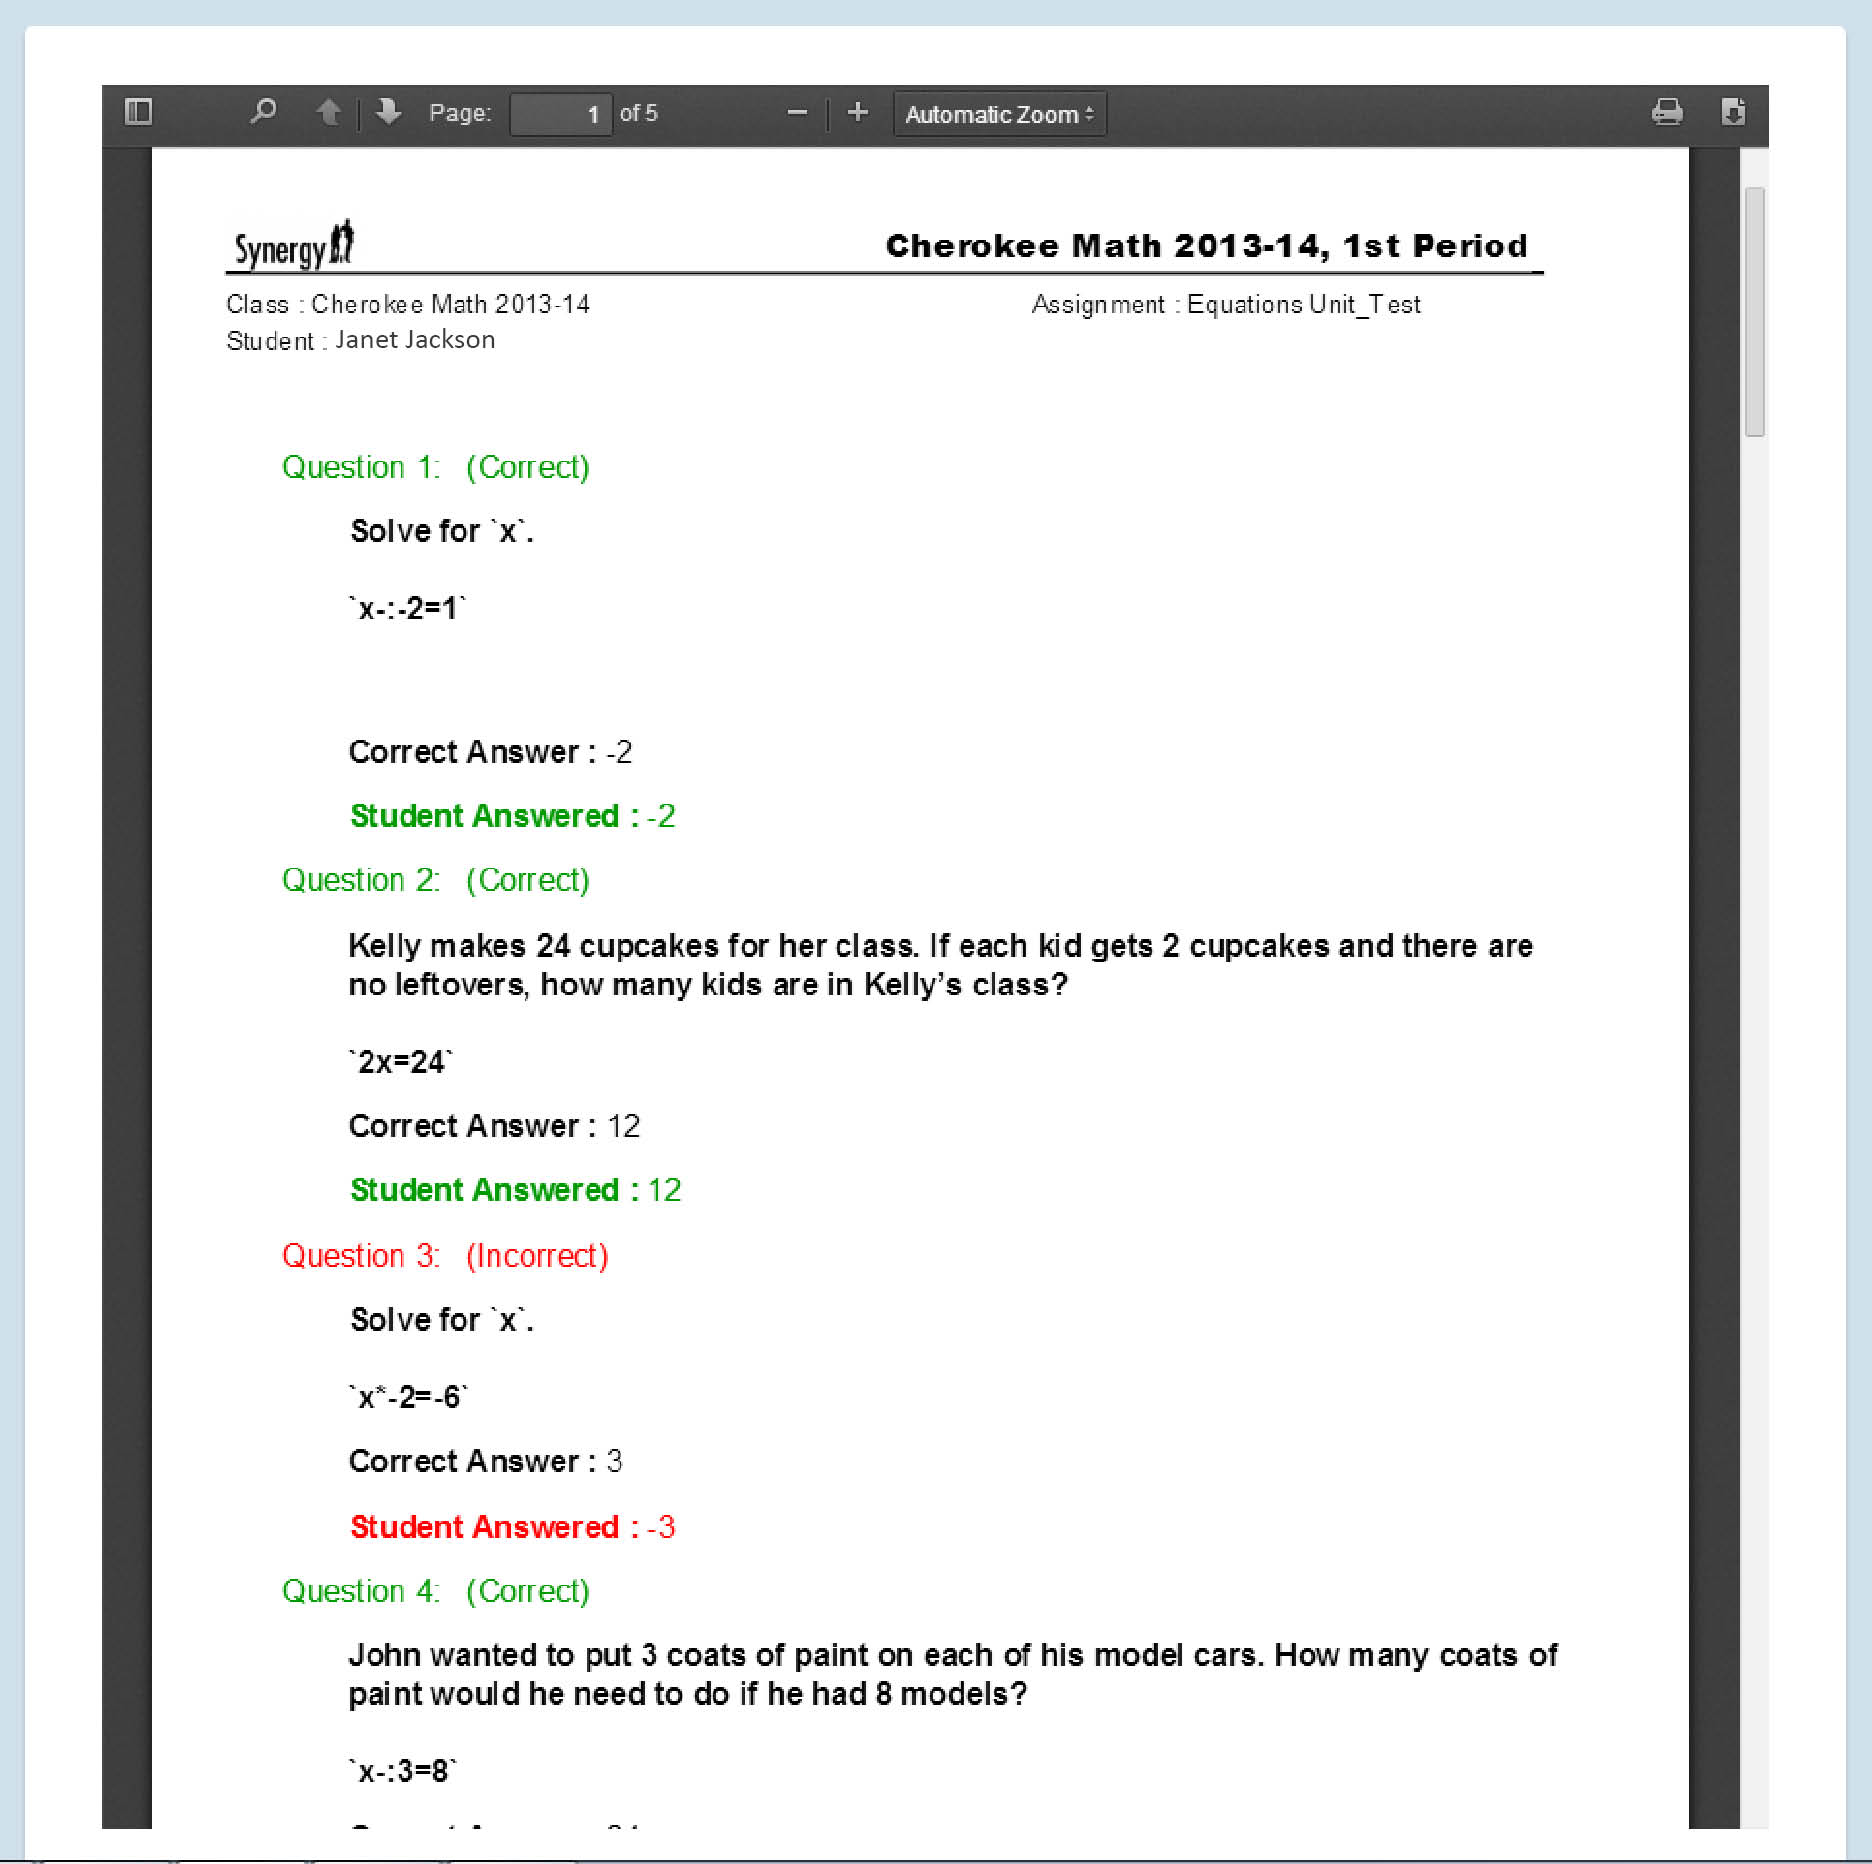 Page: 1 of 5 Automatic Zoom
Synergy Cherokee Math 2013-14, 1st Period
Class : Cherokee Math 2013-14 Assignment : Equations Unit_Test
Student : Janet Jackson
Question 1: (Correct)
Solve for `x`.
`x-:-2=1`
Correct Answer : -2
Student Answered : -2
Question 2: (Correct)
Kelly makes 24 cupcakes for her class. If each kid gets 2 cupcakes and there are
no leftovers, how many kids are in Kelly’s class?
`2x=24`
Correct Answer : 12
Student Answered : 12
Question 3: (Incorrect)
Solve for `x`.
`x*-2=-6`
Correct Answer : 3
Student Answered : -3
Question 4: (Correct)
John wanted to put 3 coats of paint on each of his model cars. How many coats of
paint would he need to do if he had 8 models?
`x-:3=8`